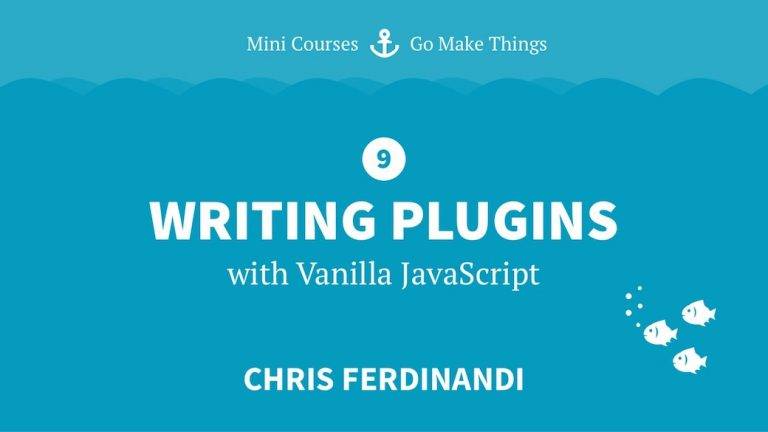 Mini Courses Go Make Things
9
WRITING PLUGINS
with Vanilla JavaScript
CHRIS FERDINANDI